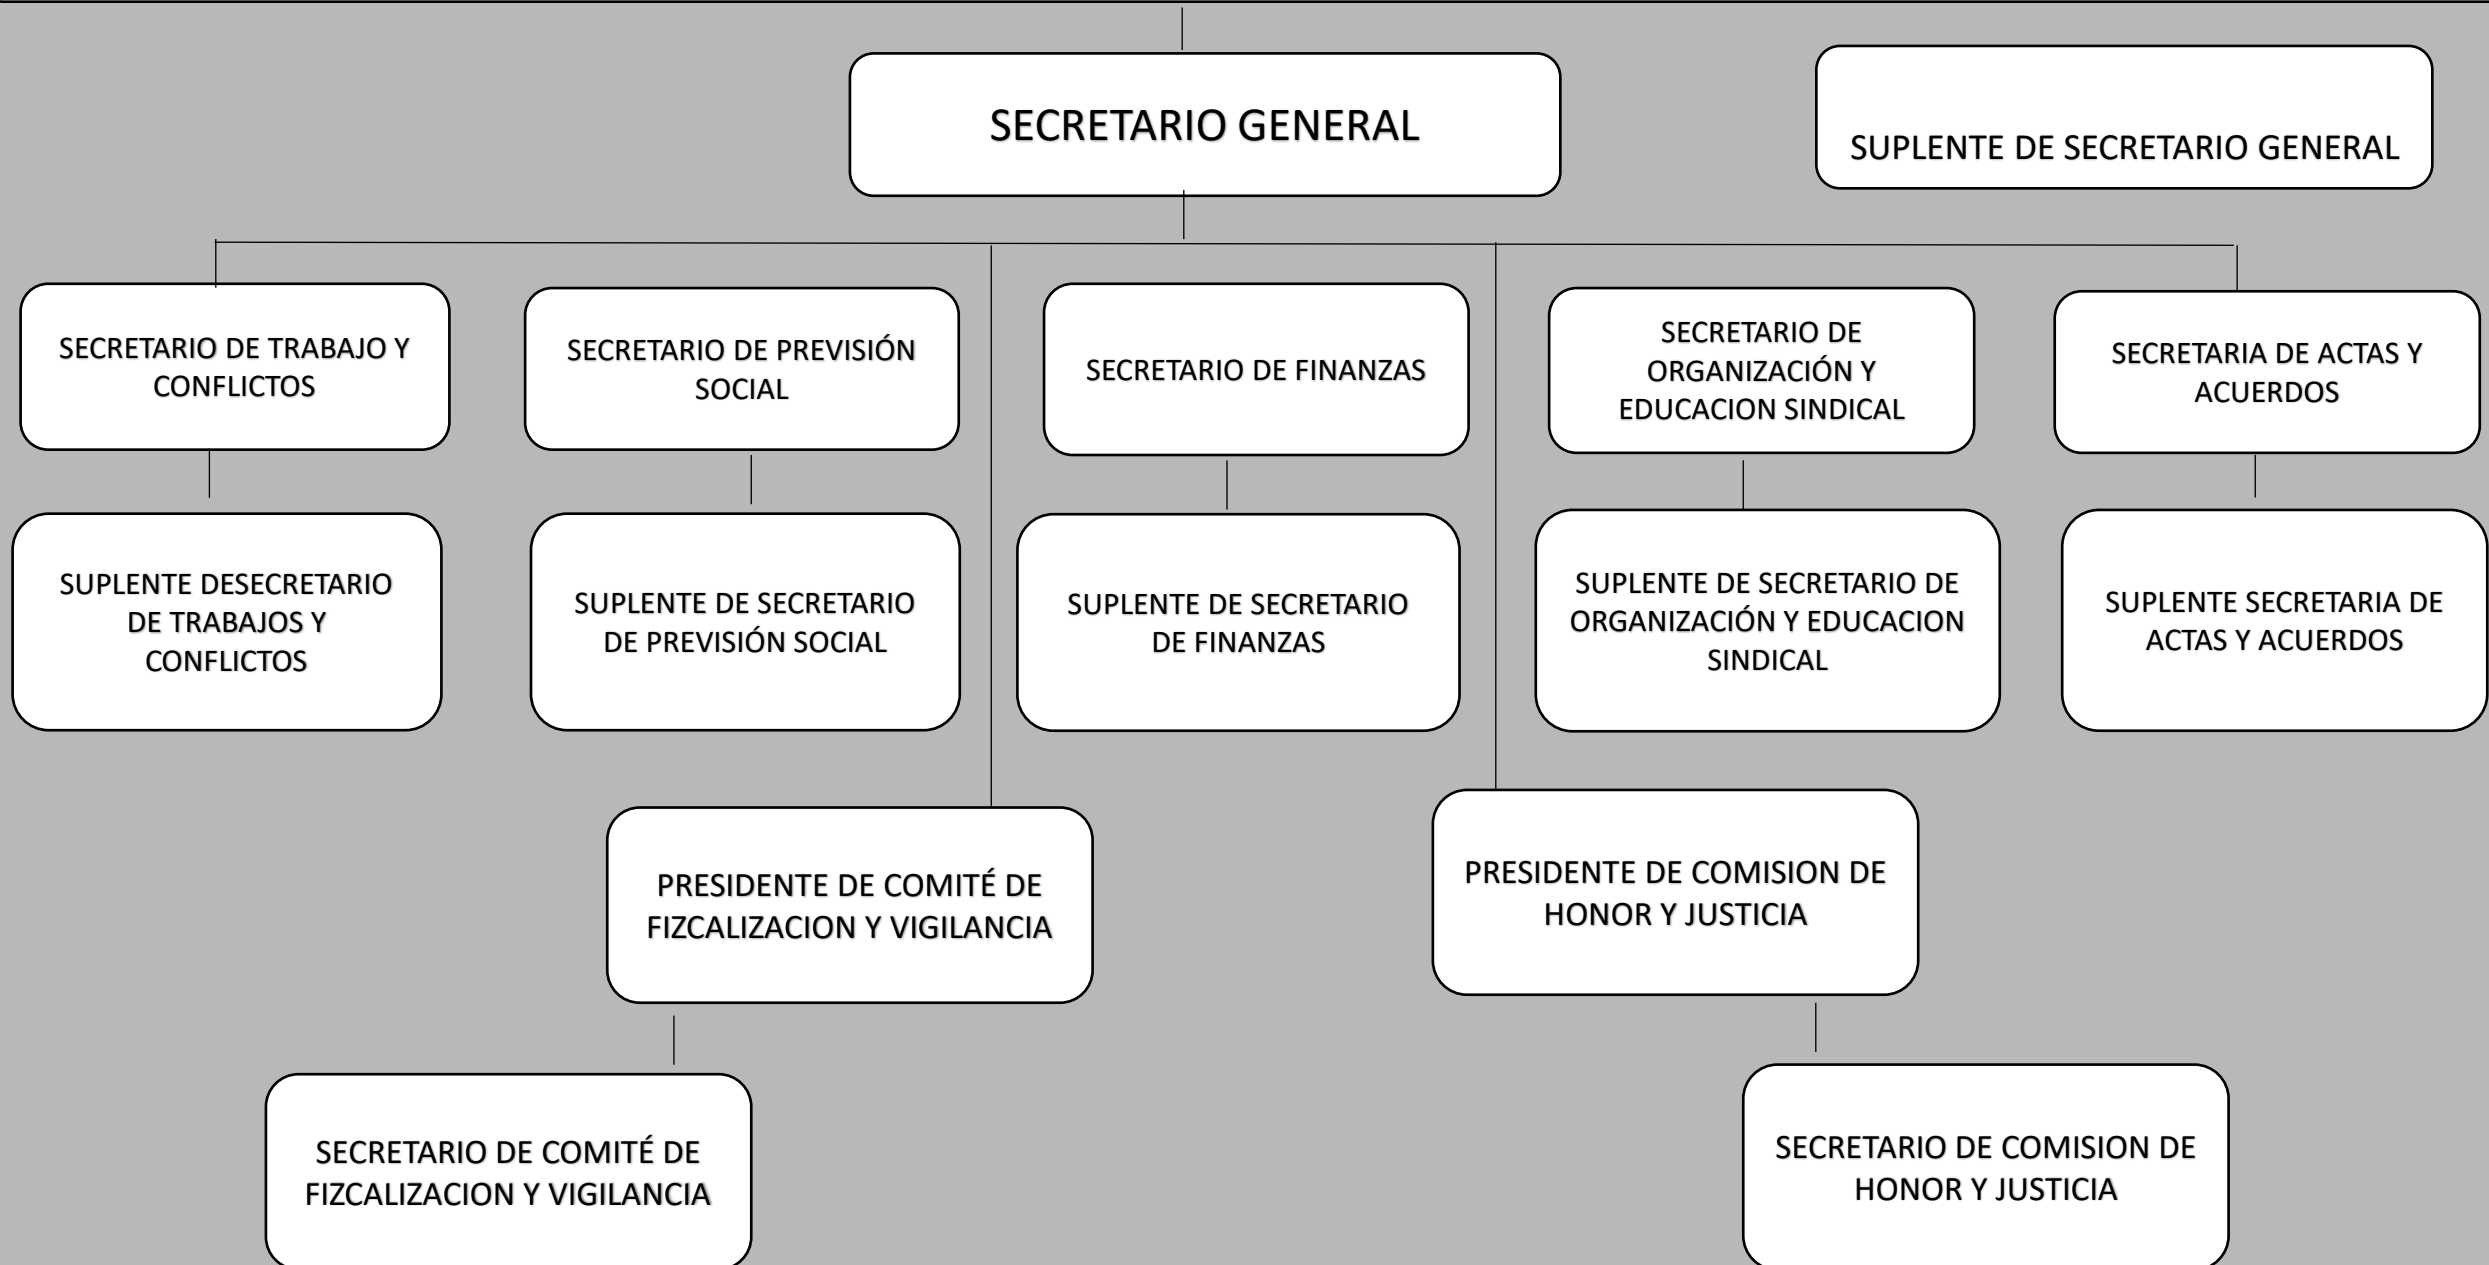 SECRETARIO GENERAL
SUPLENTE DE SECRETARIO GENERAL
SECRETARIO DE TRABAJO Y
CONFLICTOS
SECRETARIO DE PREVISIÓN
SOCIAL
SECRETARIO DE FINANZAS
SECRETARIO DE
ORGANIZACIÓN Y
EDUCACION SINDICAL
SECRETARIA DE ACTAS Y
ACUERDOS
SUPLENTE DESECRETARIO
DE TRABAJOS Y
CONFLICTOS
SUPLENTE DE SECRETARIO
DE PREVISIÓN SOCIAL
SUPLENTE DE SECRETARIO
DE FINANZAS
SUPLENTE DE SECRETARIO DE
ORGANIZACIÓN Y EDUCACION
SINDICAL
SUPLENTE SECRETARIA DE
ACTAS Y ACUERDOS
PRESIDENTE DE COMITÉ DE
FIZCALIZACION Y VIGILANCIA
PRESIDENTE DE COMISION DE
HONOR Y JUSTICIA
SECRETARIO DE COMITÉ DE
FIZCALIZACION Y VIGILANCIA
SECRETARIO DE COMISION DE
HONOR Y JUSTICIA